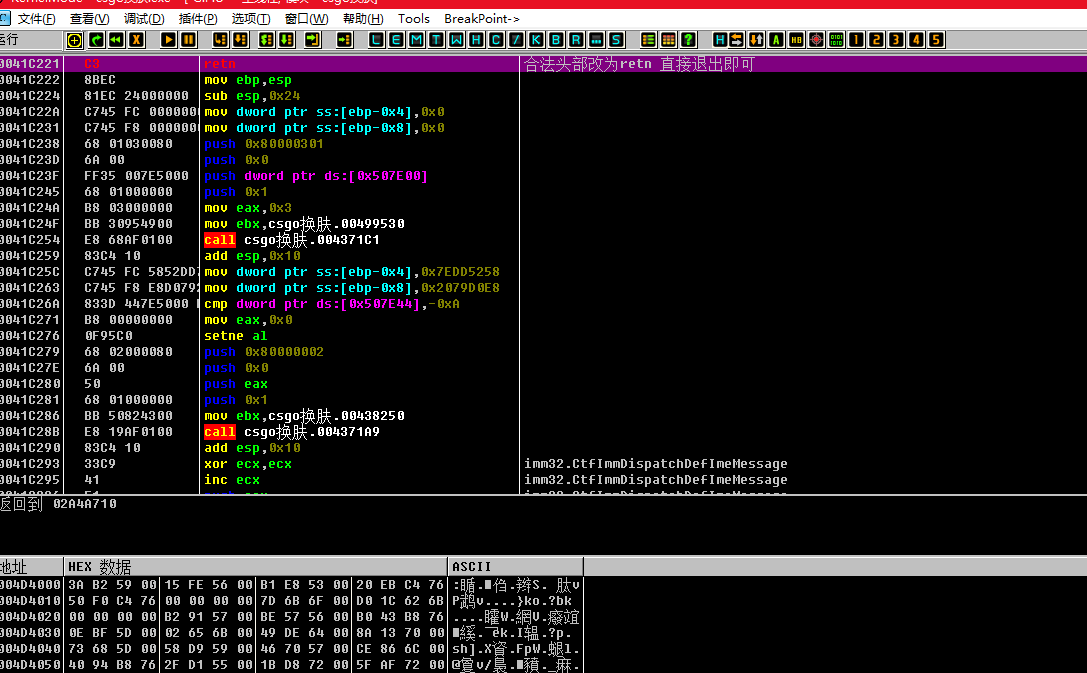 文件(F) 查看(V) 调试(D) 插件(P) 选项(T) 窗口(W) 帮助(H) Tools BreakPoint->
运行 L E M T W H C / K B R ... S ? H A 1 2 3 4 5
0041C221 C3 retn 合法头部改为retn 直接退出即可
0041C222 8BEC mov ebp,esp
0041C224 81EC 24000000 sub esp,0x24
0041C22A C745 FC 000000 mov dword ptr ss:[ebp-0x4],0x0
0041C231 C745 F8 000000 mov dword ptr ss:[ebp-0x8],0x0
0041C238 68 01030080 push 0x80000301
0041C23D 6A 00 push 0x0
0041C23F FF35 007E5000 push dword ptr ds:[0x507E00]
0041C245 68 01000000 push 0x1
0041C24A B8 03000000 mov eax,0x3
0041C24F BB 30954900 mov ebx,csgo换肤.00499530
0041C254 E8 68AF0100 call csgo换肤.004371C1
0041C259 83C4 10 add esp,0x10
0041C25C C745 FC 5852DD7 mov dword ptr ss:[ebp-0x4],0x7EDD5258
0041C263 C745 F8 E8D079 mov dword ptr ss:[ebp-0x8],0x2079D0E8
0041C26A 833D 447E5000 cmp dword ptr ds:[0x507E44],-0xA
0041C271 B8 00000000 mov eax,0x0
0041C276 0F95C0 setne al
0041C279 68 02000080 push 0x80000002
0041C27E 6A 00 push 0x0
0041C280 50 push eax
0041C281 68 01000000 push 0x1
0041C286 BB 50824300 mov ebx,csgo换肤.00438250
0041C28B E8 19AF0100 call csgo换肤.004371A9
0041C290 83C4 10 add esp,0x10
0041C293 33C9 xor ecx,ecx imm32.CtfImmDispatchDefImeMessage
0041C295 41 inc ecx imm32.CtfImmDispatchDefImeMessage
返回到 02A4A710
地址 HEX 数据 ASCII
004D4000 3A B2 59 00 15 FE 56 00 B1 E8 53 00 20 EB C4 76
004D4010 50 F0 C4 76 00 00 00 00 7D 6B 6F 00 D0 1C 62 6B
004D4020 00 00 00 00 B2 91 57 00 BE 57 56 00 B0 43 B8 76
004D4030 0E BF 5D 00 02 65 6B 00 49 DE 64 00 8A 13 70 00
004D4040 73 68 5D 00 58 D9 59 00 46 70 57 00 CE 86 6C 00
004D4050 40 94 B8 76 2F D1 55 00 1B D8 72 00 5F AF 72 00